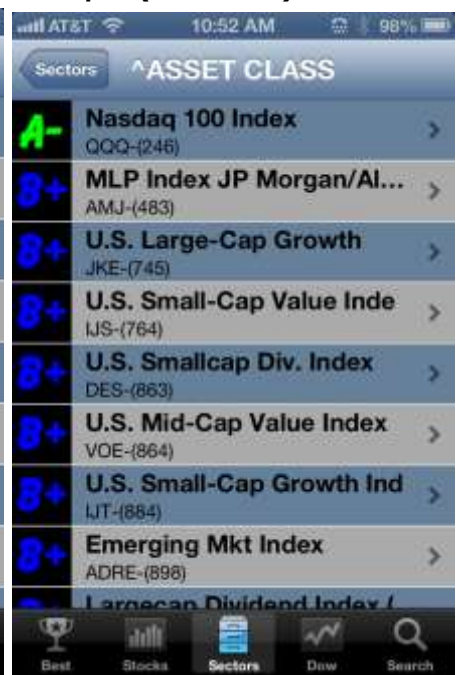 AT&T 10:52 AM 98%
Sectors ^ASSET CLASS
A- Nasdaq 100 Index
QQQ-(246)
B+ MLP Index JP Morgan/Al...
AMJ-(483)
B+ U.S. Large-Cap Growth
JKE-(745)
B+ U.S. Small-Cap Value Inde
IJS-(764)
B+ U.S. Smallcap Div. Index
DES-(863)
B+ U.S. Mid-Cap Value Index
VOE-(864)
B+ U.S. Small-Cap Growth Ind
IJT-(884)
B+ Emerging Mkt Index
ADRE-(898)
Largecap Dividend Index (
Best Stocks Sectors Dow Search